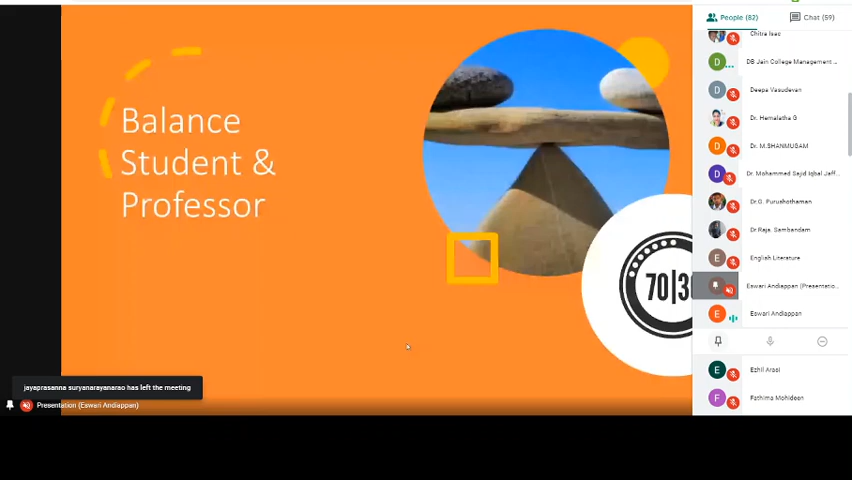 Balance
Student &
Professor
70|3
jayaprasanna suryanarayanarao has left the meeting
Presentation (Eswari Andiappan)
People (82)
Chat (59)
Chitra Isac
D
DB Jain College Management ...
D
Deepa Vasudevan
Dr. Hemalatha G
D
Dr. M.SHANMUGAM
D
Dr. Mohammed Sajid Iqbal Jaff...
Dr.G. Purushothaman
Dr.Raja. Sambandam
E
English Literature
Eswari Andiappan (Presentatio...
E
Eswari Andiappan
E
Ezhil Arasi
F
Fathima Mohideen